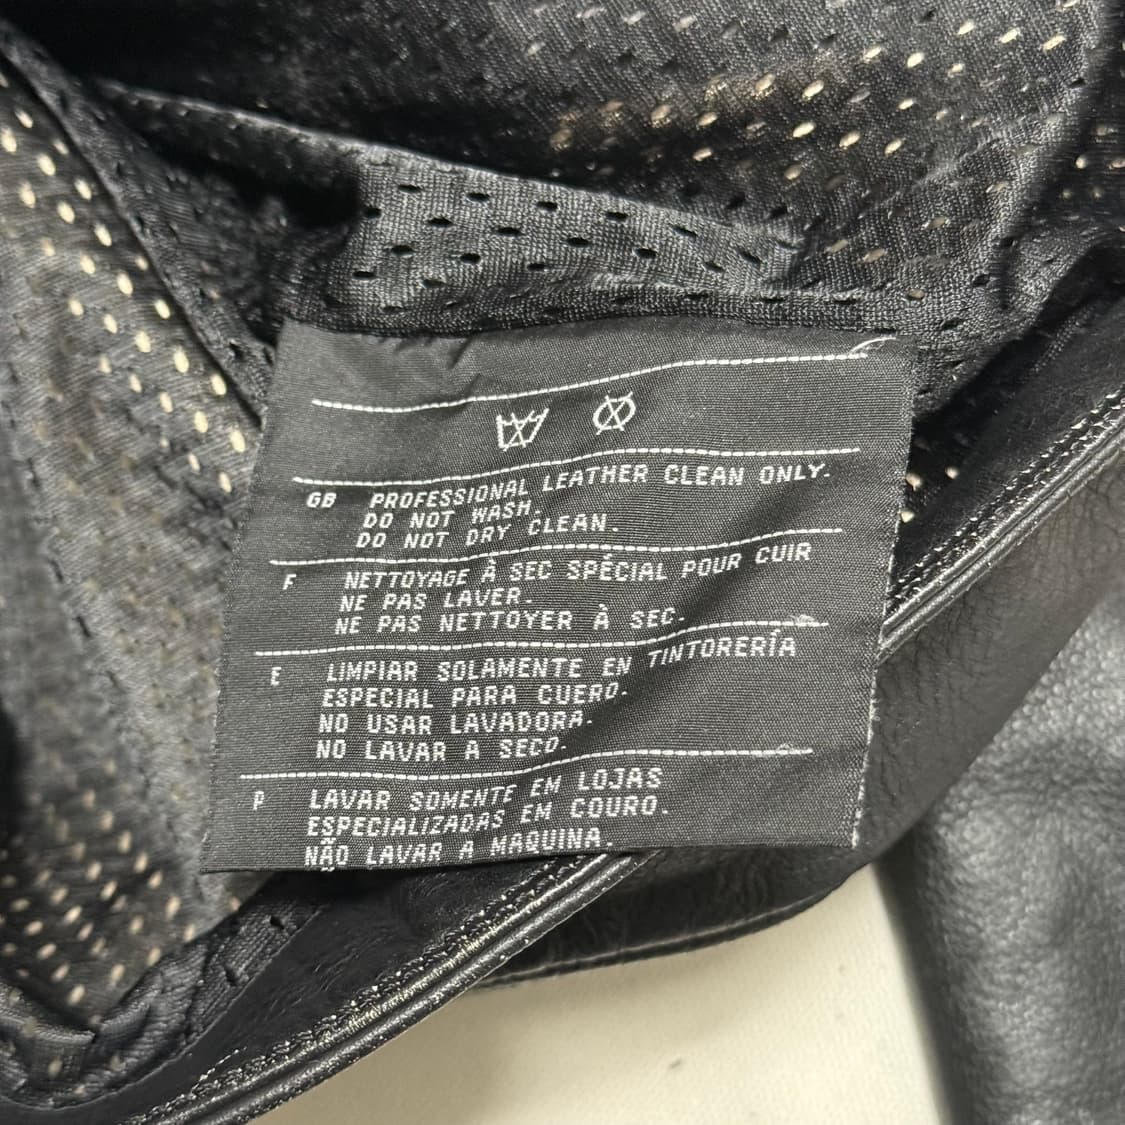 GB PROFESSIONAL LEATHER CLEAN ONLY.
DO NOT WASH.
DO NOT DRY CLEAN.
F NETTOYAGE À SEC SPÉCIAL POUR CUIR
NE PAS LAVER.
NE PAS NETTOYER À SEC.
E LIMPIAR SOLAMENTE EN TINTORERÍA
ESPECIAL PARA CUERO.
NO USAR LAVADORA.
NO LAVAR A SECO.
P LAVAR SOMENTE EM LOJAS
ESPECIALIZADAS EM COURO.
NÃO LAVAR A MAQUINA.